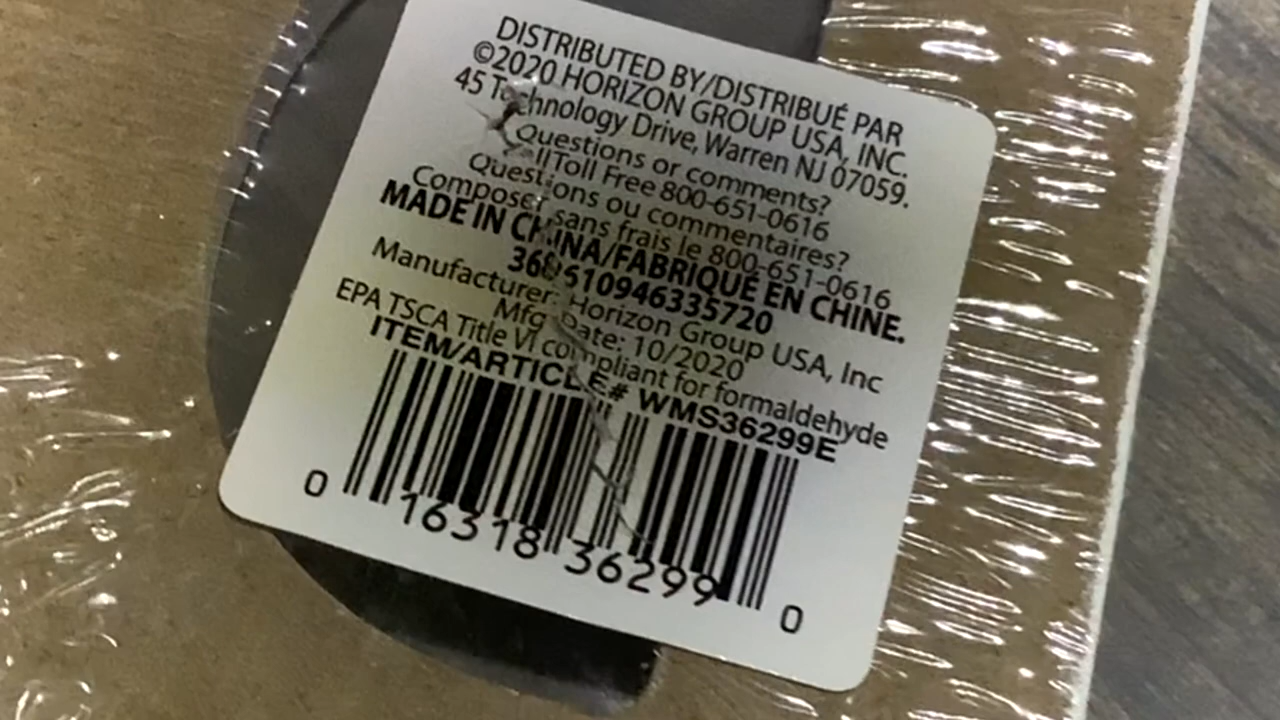 DISTRIBUTED BY/DISTRIBUÉ PAR
©2020 HORIZON GROUP USA, INC.
45 Technology Drive, Warren NJ 07059.
Questions or comments?
Toll Free 800-651-0616
Questions ou commentaires?
Composer sans frais le 800-651-0616
MADE IN CHINA/FABRIQUÉ EN CHINE.
510946335720
Manufacturer: Horizon Group USA, Inc
Mfg Date: 10/2020
EPA TSCA Title VI compliant for formaldehyde
ITEM/ARTICLE# WMS36299E
0 16318 36299 0